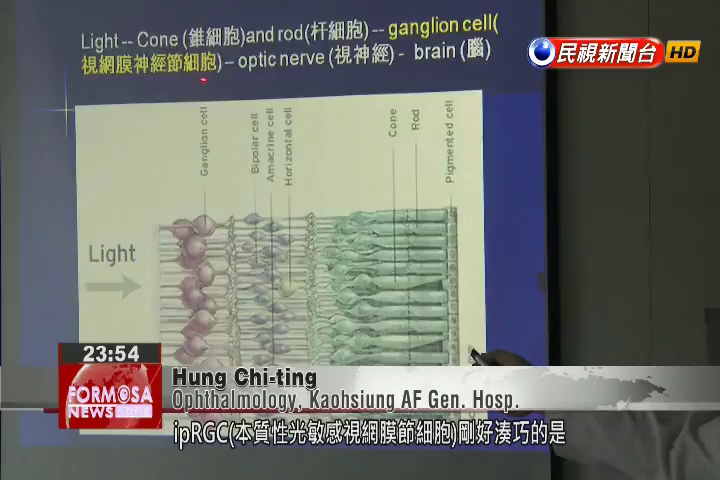 Light -- Cone (錐細胞)and rod(杆細胞) -- ganglion cell(
視網膜神經節細胞) – optic nerve (視神經) - brain (腦)
民視新聞台 HD
Ganglion cell
Bipolar cell
Amacrine cell
Horizontal cell
Cone
Rod
Pigmented cell
Light
23:54
FORMOSA
NEWS
Hung Chi-ting
Ophthalmology, Kaohsiung AF Gen. Hosp.
ipRGC(本質性光敏感視網膜節細胞)剛好湊巧的是